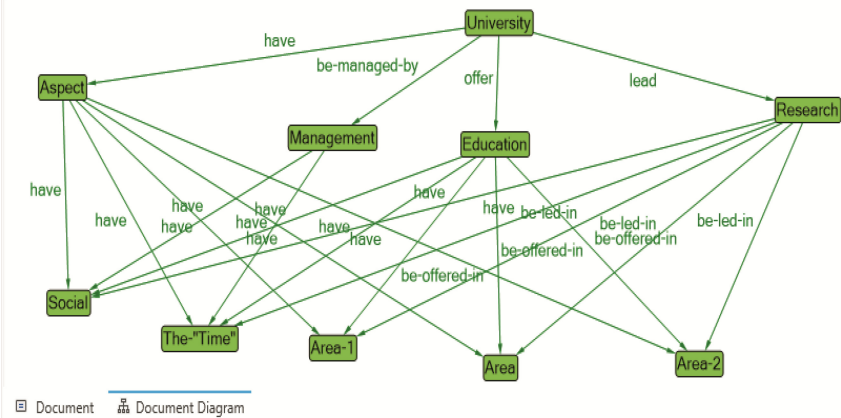 University
have
be-managed-by
offer
lead
Aspect
Research
Management
Education
have
have
have
have
have
have
have
have
have
have
have
be-led-in
be-led-in
be-led-in
be-offered-in
be-offered-in
be-offered-in
Social
The-"Time"
Area-1
Area
Area-2
Document
Document Diagram